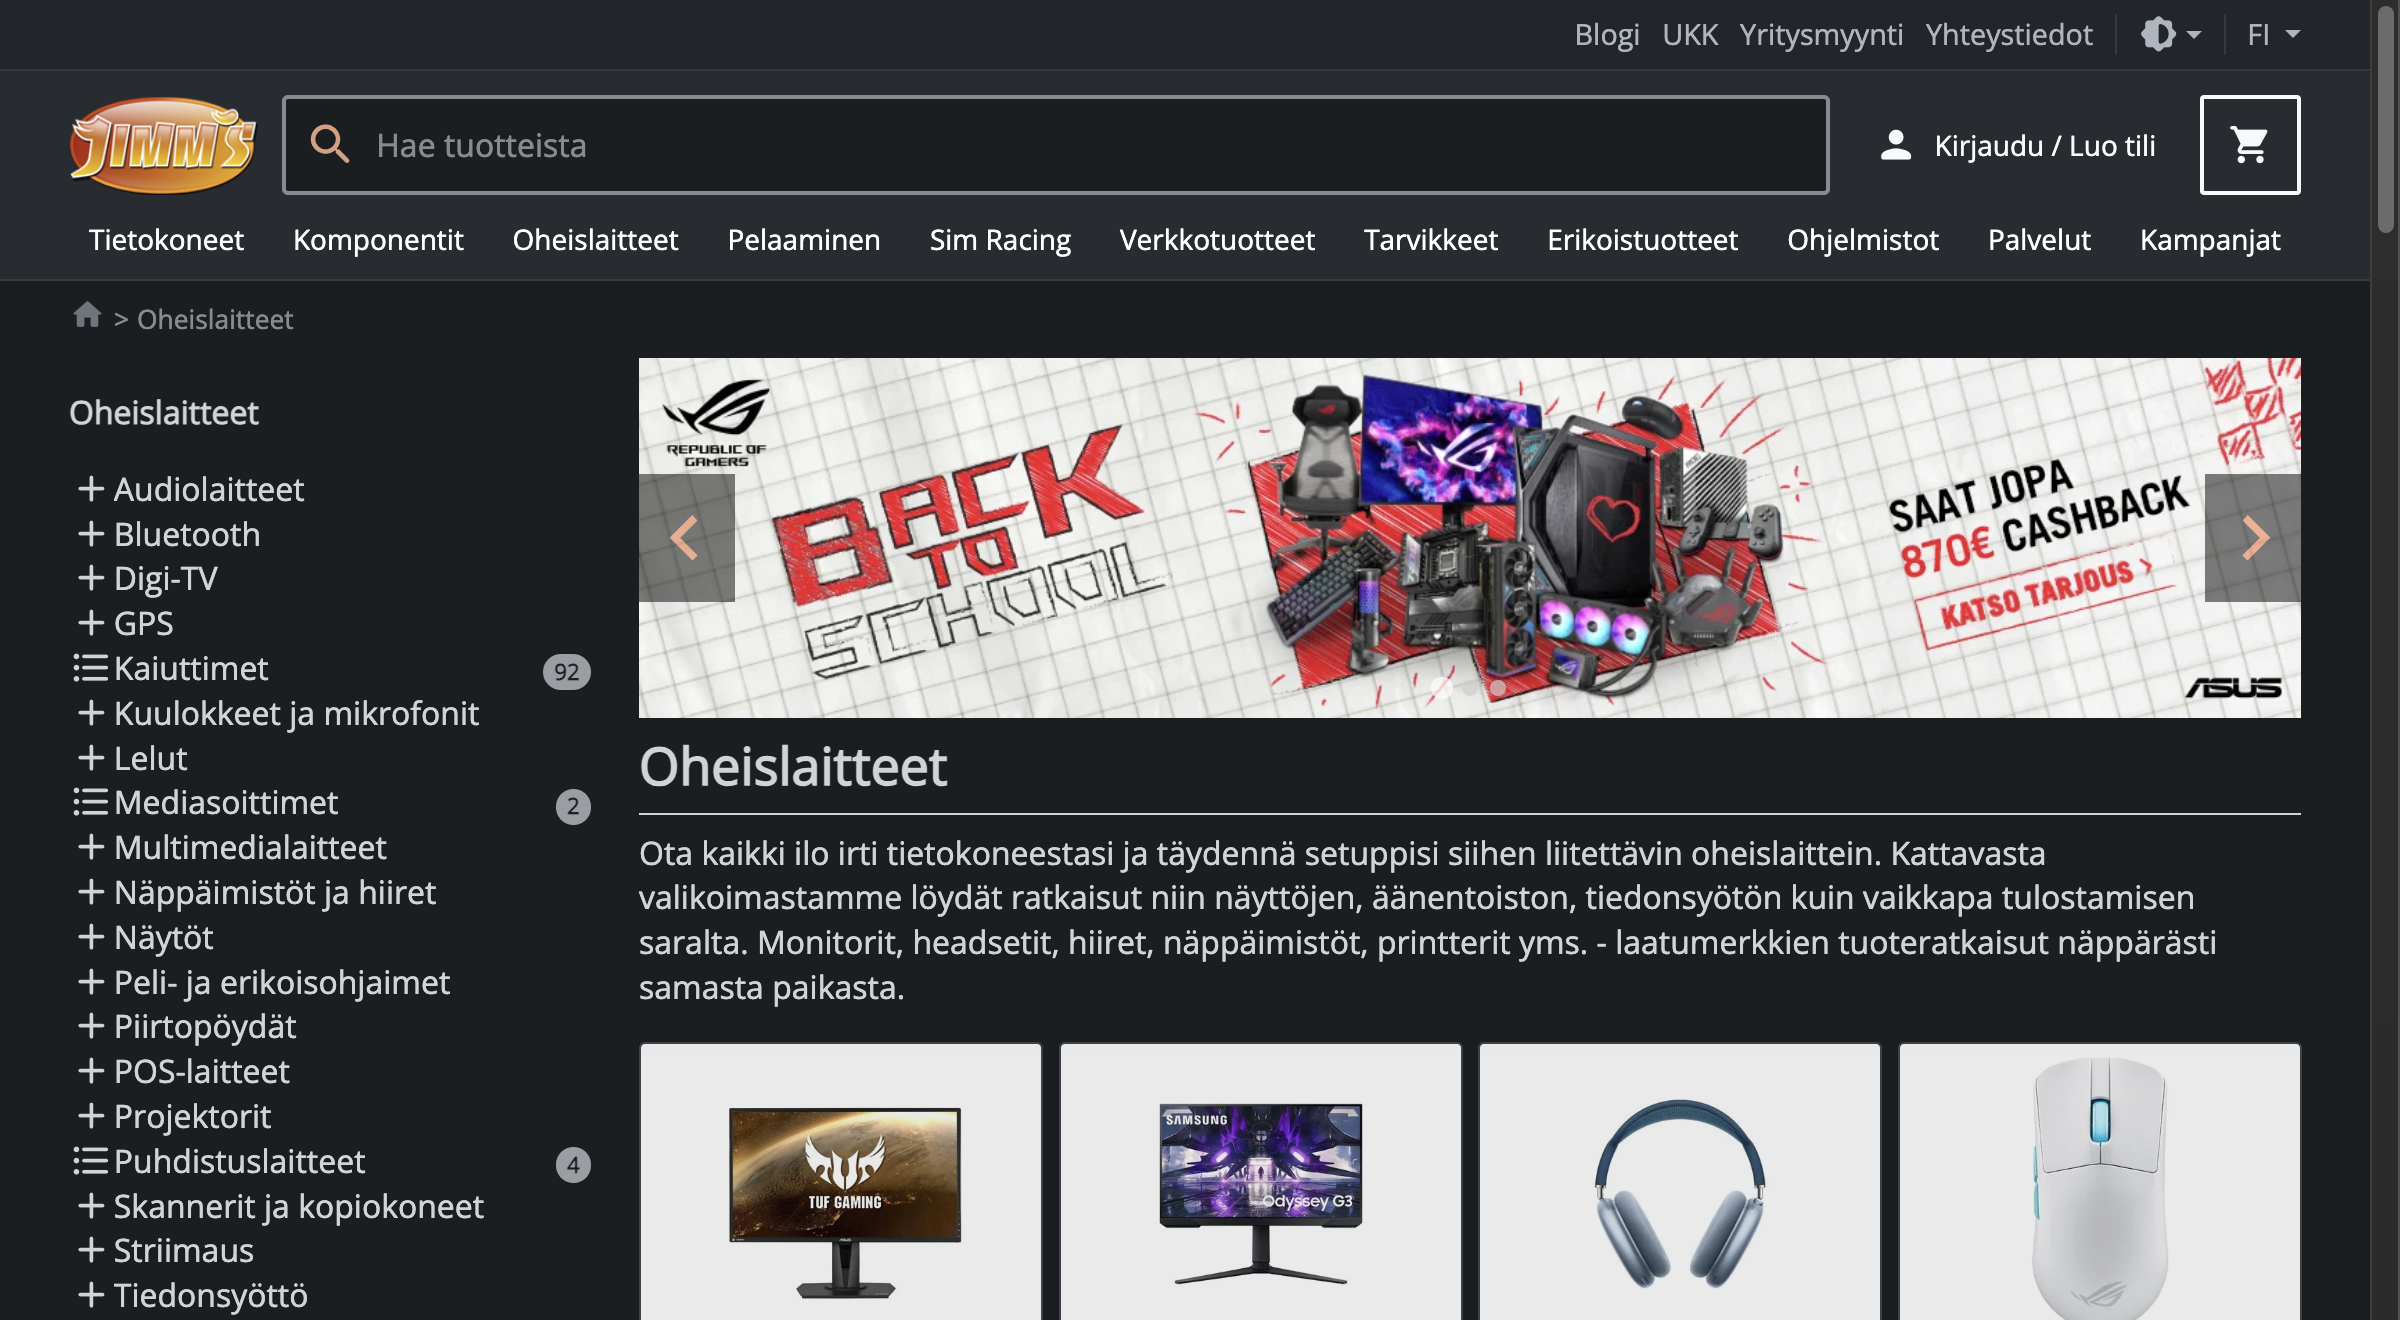 Blogi UKK Yritysmyynti Yhteystiedot FI
JIMM'S
Hae tuotteista
Kirjaudu / Luo tili
Tietokoneet Komponentit Oheislaitteet Pelaaminen Sim Racing Verkkotuotteet Tarvikkeet Erikoistuotteet Ohjelmistot Palvelut Kampanjat
> Oheislaitteet
Oheislaitteet
Audiolaitteet
Bluetooth
Digi-TV
GPS
Kaiuttimet 92
Kuulokkeet ja mikrofonit
Lelut
Mediasoittimet 2
Multimedialaitteet
Näppäimistöt ja hiiret
Näytöt
Peli- ja erikoisohjaimet
Piirtopöydät
POS-laitteet
Projektorit
Puhdistuslaitteet 4
Skannerit ja kopiokoneet
Striimaus
Tiedonsyöttö
REPUBLIC OF
GAMERS
BACK
TO
SCHOOL
SAAT JOPA
870€ CASHBACK
KATSO TARJOUS >
ASUS
Oheislaitteet
Ota kaikki ilo irti tietokoneestasi ja täydennä setuppisi siihen liitettävin oheislaittein. Kattavasta
valikoimastamme löydät ratkaisut niin näyttöjen, äänentoiston, tiedonsyötön kuin vaikkapa tulostamisen
saralta. Monitorit, headsetit, hiiret, näppäimistöt, printterit yms. - laatumerkkien tuoteratkaisut näppärästi
samasta paikasta.
TUF GAMING
SAMSUNG
Odyssey G3